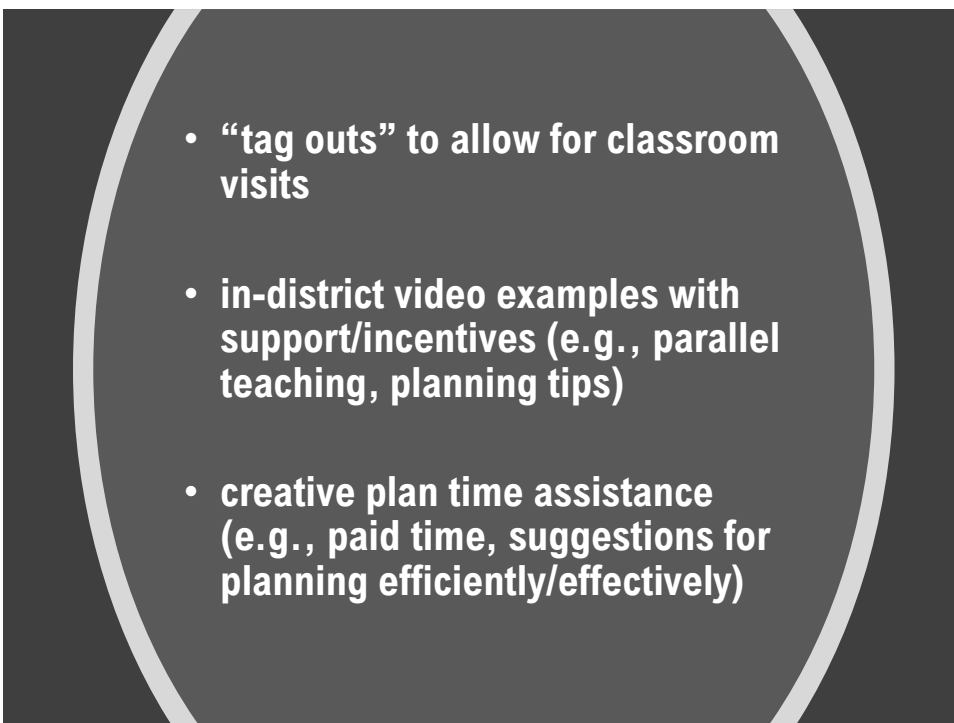 • “tag outs” to allow for classroom
visits
• in-district video examples with
support/incentives (e.g., parallel
teaching, planning tips)
• creative plan time assistance
(e.g., paid time, suggestions for
planning efficiently/effectively)